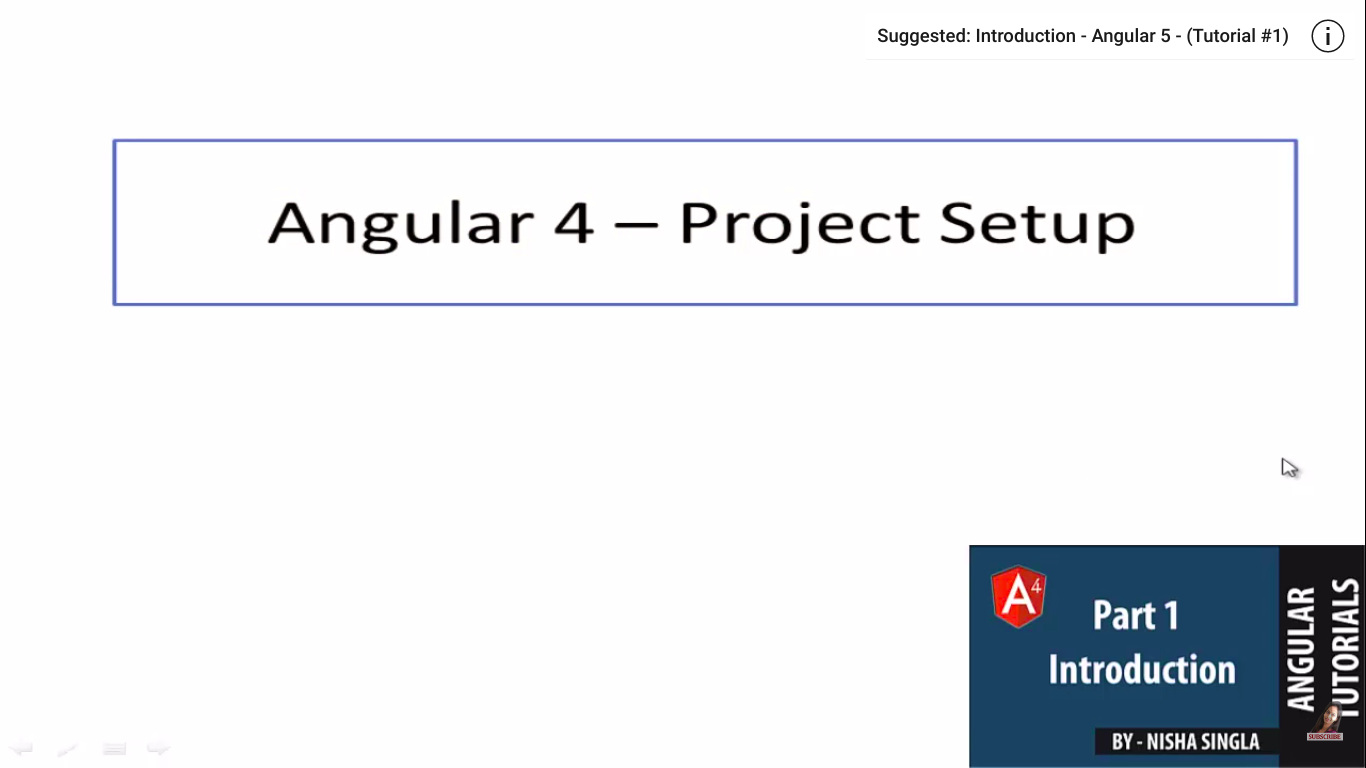 Suggested: Introduction - Angular 5 - (Tutorial #1)
Angular 4 – Project Setup
A4
Part 1
Introduction
BY - NISHA SINGLA
ANGULAR
TUTORIALS
SUBSCRIBE